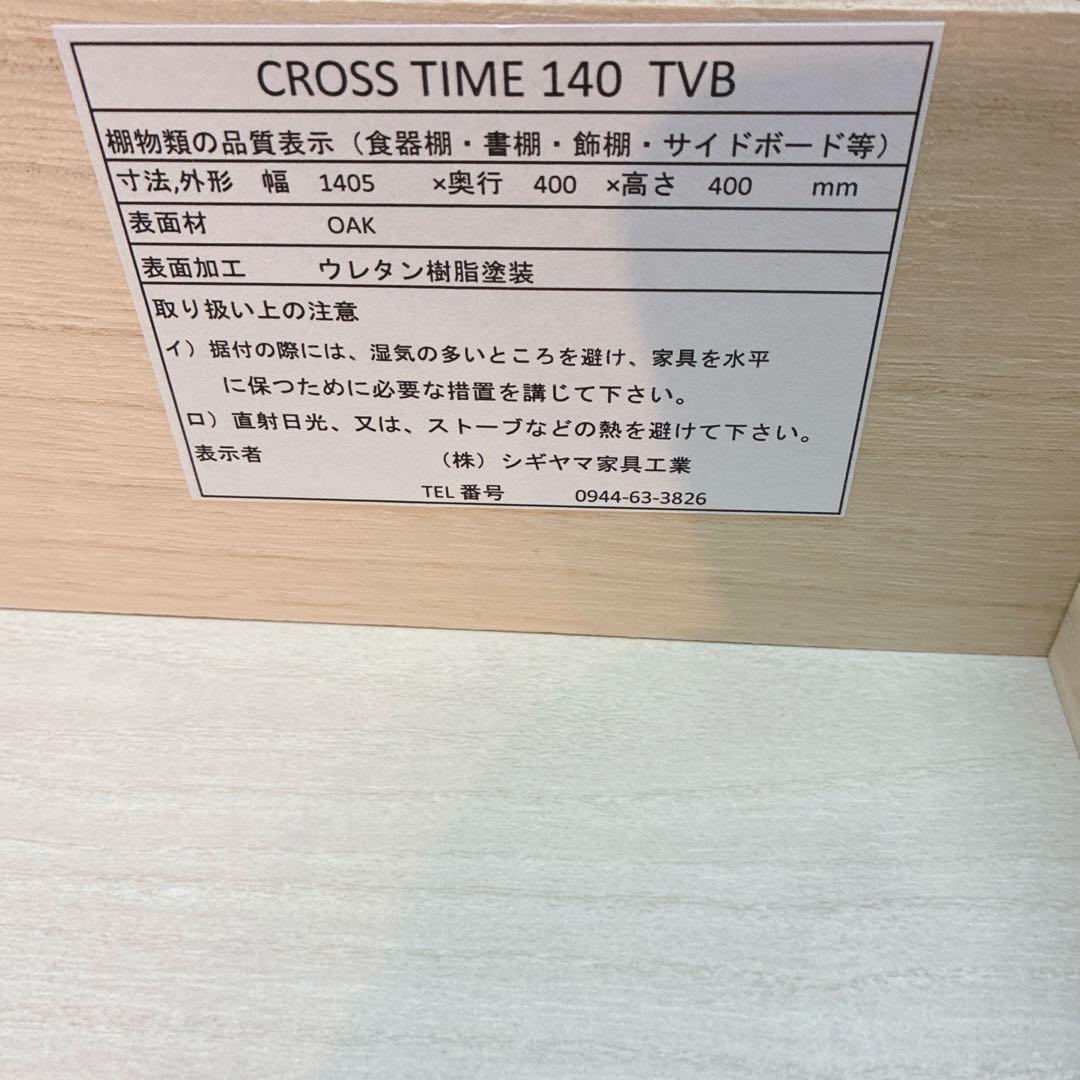 CROSS TIME 140 TVB
棚物類の品質表示（食器棚・書棚・飾棚・サイドボード等）
寸法,外形 幅 1405 ×奥行 400 ×高さ 400 mm
表面材 OAK
表面加工 ウレタン樹脂塗装
取り扱い上の注意
イ）据付の際には、湿気の多いところを避け、家具を水平
に保つために必要な措置を講じて下さい。
ロ）直射日光、又は、ストーブなどの熱を避けて下さい。
表示者 （株）シギヤマ家具工業
TEL番号 0944-63-3826